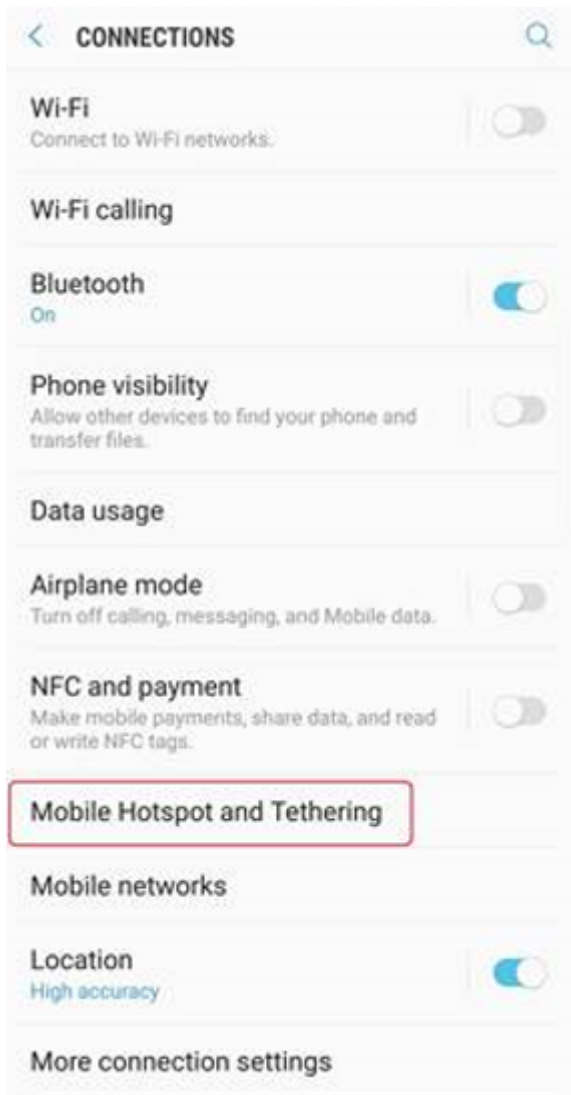 CONNECTIONS
Wi-Fi
Connect to Wi-Fi networks.
Wi-Fi calling
Bluetooth
On
Phone visibility
Allow other devices to find your phone and
transfer files.
Data usage
Airplane mode
Turn off calling, messaging, and Mobile data.
NFC and payment
Make mobile payments, share data, and read
or write NFC tags.
Mobile Hotspot and Tethering
Mobile networks
Location
High accuracy
More connection settings